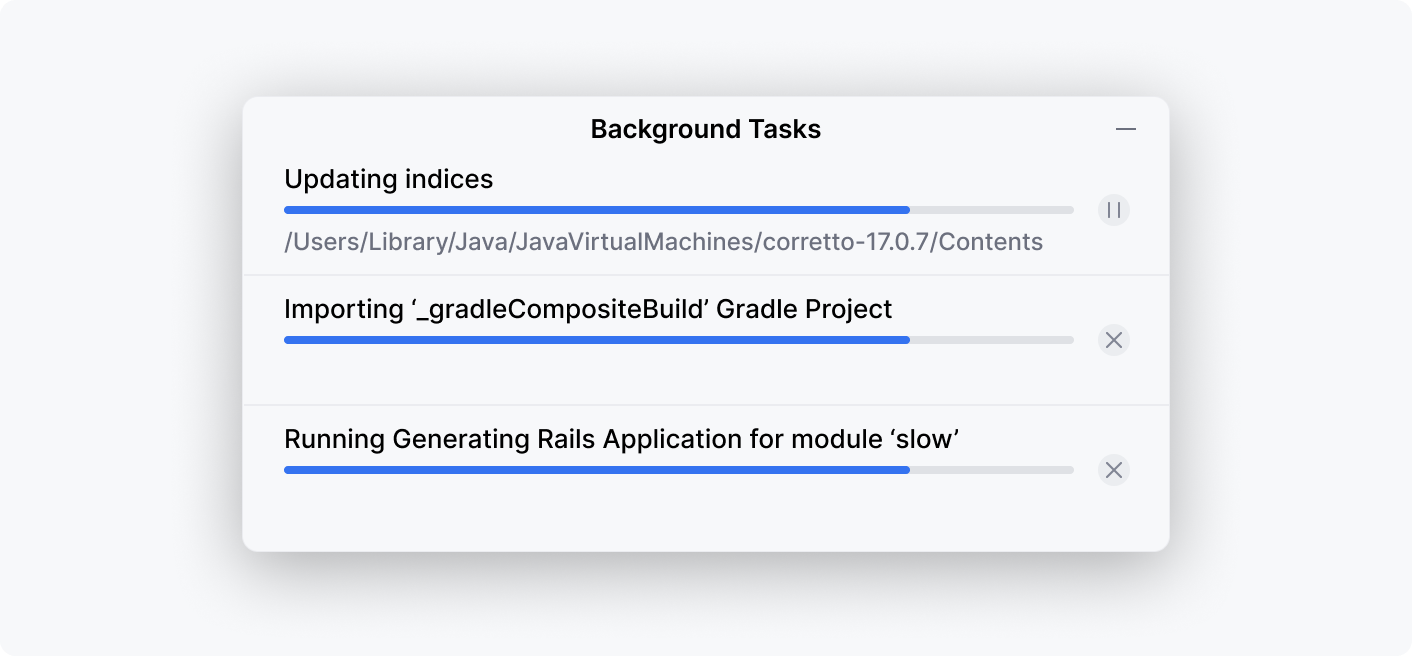 Background Tasks
Updating indices
/Users/Library/Java/JavaVirtualMachines/corretto-17.0.7/Contents
Importing ‘_gradleCompositeBuild’ Gradle Project
Running Generating Rails Application for module ‘slow’